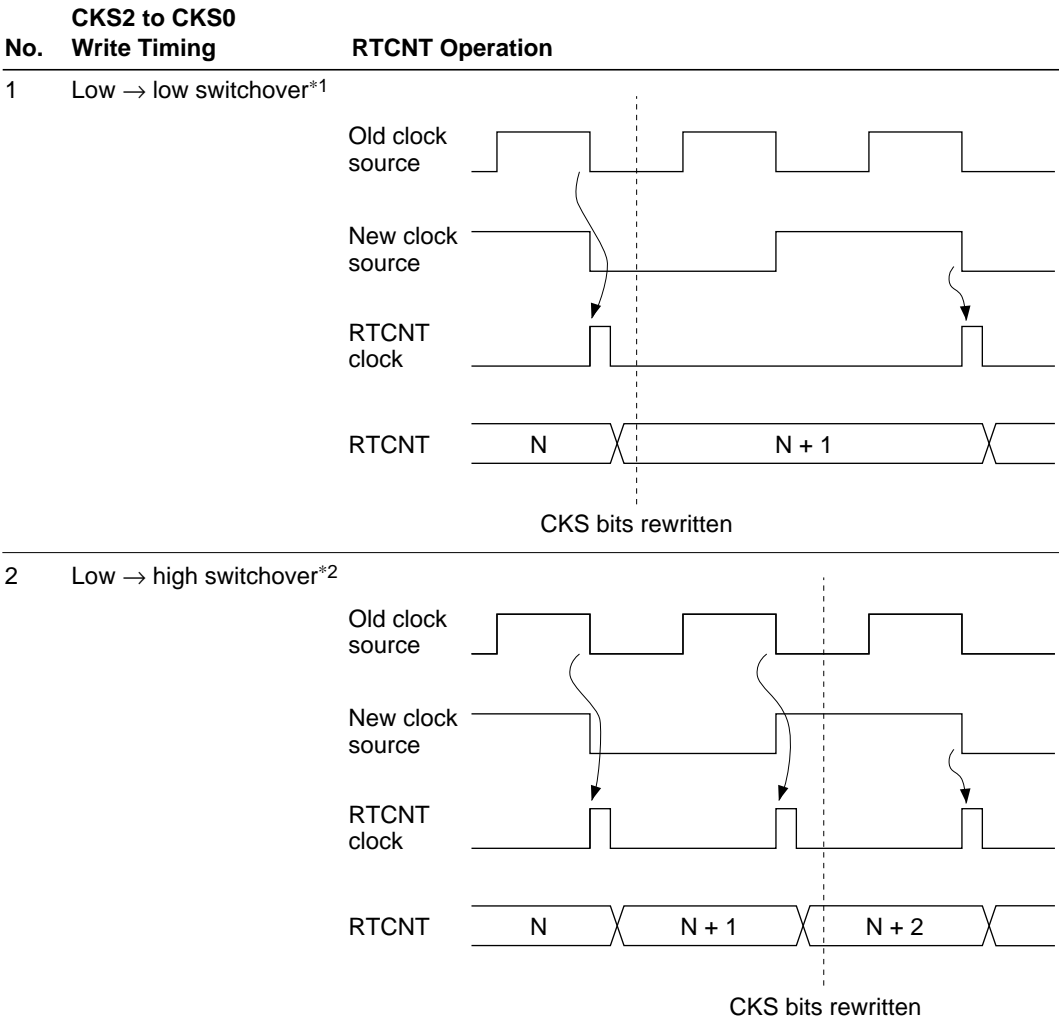 CKS2 to CKS0
No. Write Timing RTCNT Operation
1 Low → low switchover*1
Old clock
source
New clock
source
RTCNT
clock
RTCNT N N + 1
CKS bits rewritten
2 Low → high switchover*2
Old clock
source
New clock
source
RTCNT
clock
RTCNT N N + 1 N + 2
CKS bits rewritten